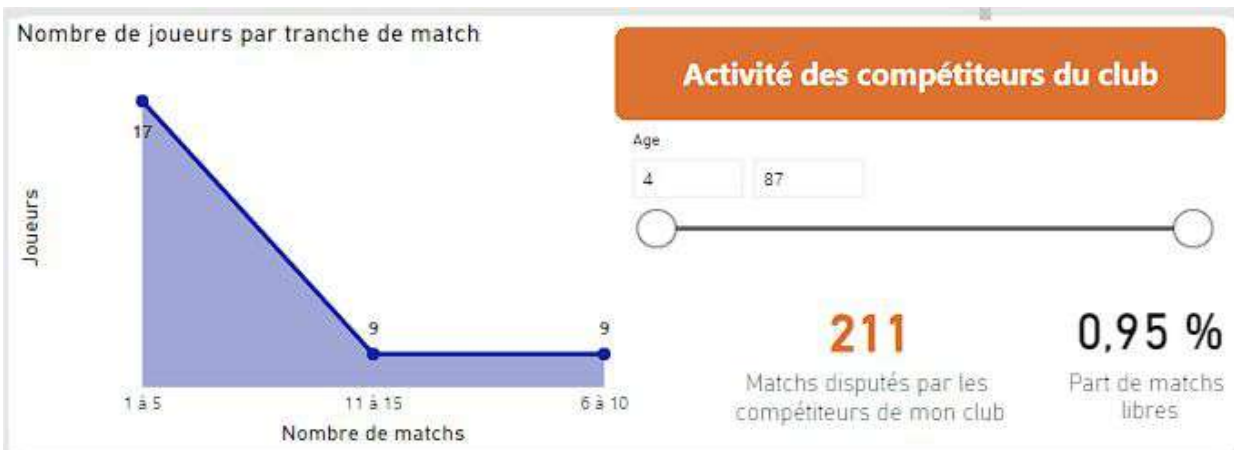 Nombre de joueurs par tranche de match
17
9
9
Joueurs
1 à 5
11 à 15
6 à 10
Nombre de matchs
Activité des compétiteurs du club
Age
4
87
211
Matchs disputés par les
compétiteurs de mon club
0,95 %
Part de matchs
libres